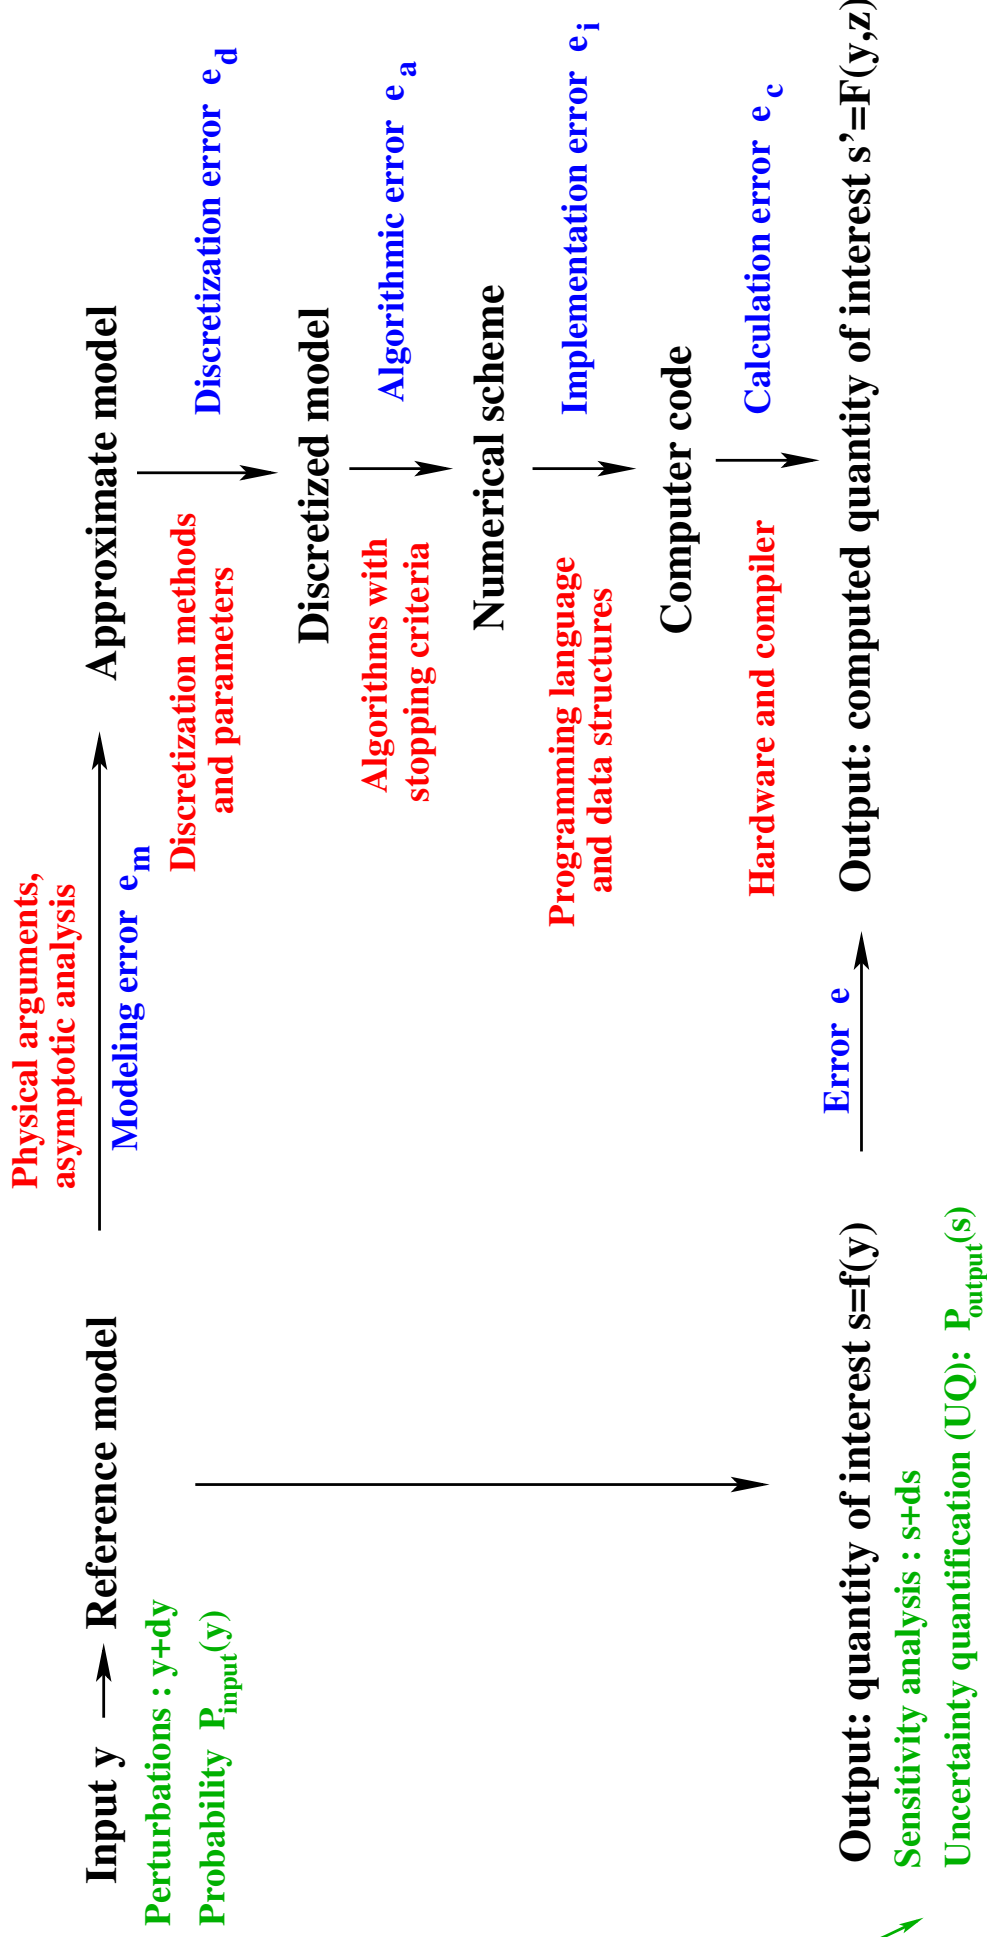 Physical arguments,
asymptotic analysis
Input y
Reference model
Modeling error e_m
Approximate model
Perturbations : y+dy
Probability P_input(y)
Discretization methods
and parameters
Discretization error e_d
Discretized model
Algorithms with
stopping criteria
Algorithmic error e_a
Numerical scheme
Programming language
and data structures
Implementation error e_i
Computer code
Hardware and compiler
Calculation error e_c
Error e
Output: quantity of interest s=f(y)
Output: computed quantity of interest s'=F(y,z)
Sensitivity analysis : s+ds
Uncertainty quantification (UQ): P_output(s)